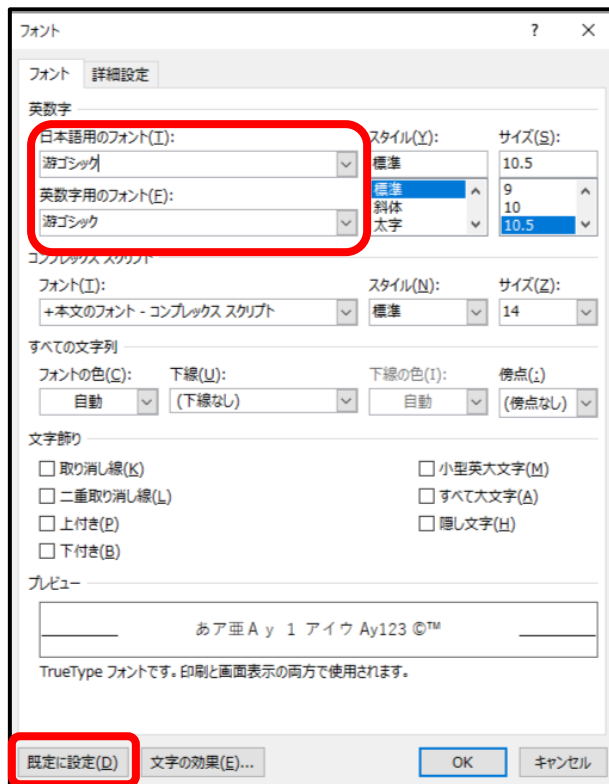 フォント ? ×
フォント 詳細設定
英数字
日本語用のフォント(T): スタイル(Y): サイズ(S):
游ゴシック 標準 10.5
標準 9
英数字用のフォント(F): 斜体 10
游ゴシック 太字 10.5
コンプレックス スクリプト
フォント(T): スタイル(N): サイズ(Z):
+本文のフォント - コンプレックス スクリプト 標準 14
すべての文字列
フォントの色(C): 下線(U): 下線の色(I): 傍点(:)
自動 (下線なし) 自動 (傍点なし)
文字飾り
取り消し線(K) 小型英大文字(M)
二重取り消し線(L) すべて大文字(A)
上付き(P) 隠し文字(H)
下付き(B)
プレビュー
あア亜Ay 1 アイウ Ay123 ©™
TrueType フォントです。印刷と画面表示の両方で使用されます。
既定に設定(D) 文字の効果(E)... OK キャンセル